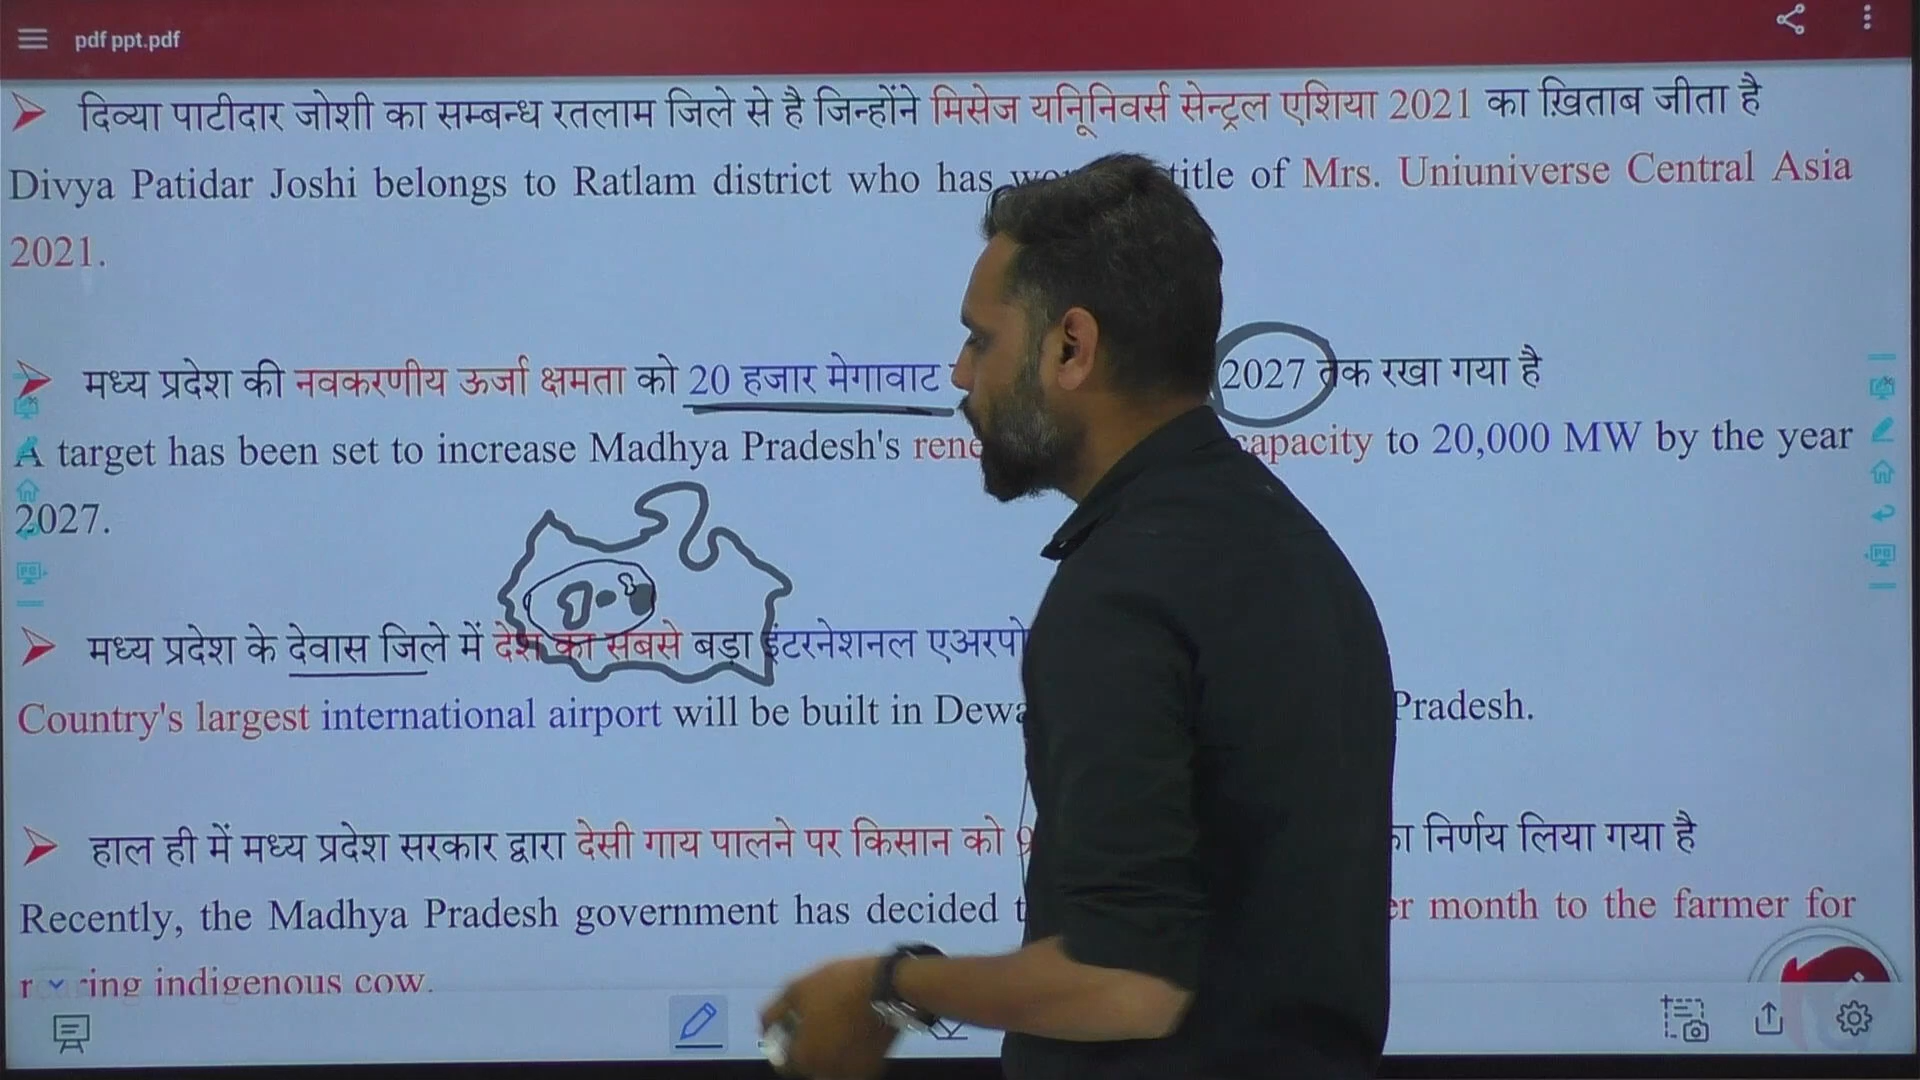 pdf ppt.pdf
दिव्या पाटीदार जोशी का सम्बन्ध रतलाम जिले से है जिन्होंने मिसेज यनिूनिवर्स सेन्ट्रल एशिया 2021 का ख़िताब जीता है
Divya Patidar Joshi belongs to Ratlam district who has title of Mrs. Uniuniverse Central Asia
2021.
मध्य प्रदेश की नवकरणीय ऊर्जा क्षमता को 20 हजार मेगावाट 2027 तक रखा गया है
A target has been set to increase Madhya Pradesh's capacity to 20,000 MW by the year
2027.
मध्य प्रदेश के देवास जिले में देश का सबसे बड़ा इंटरनेशनल
Country's largest international airport will be built in Pradesh.
हाल ही में मध्य प्रदेश सरकार द्वारा देसी गाय पालने पर किसान को निर्णय लिया गया है
Recently, the Madhya Pradesh government has decided month to the farmer for
indigenous cow.